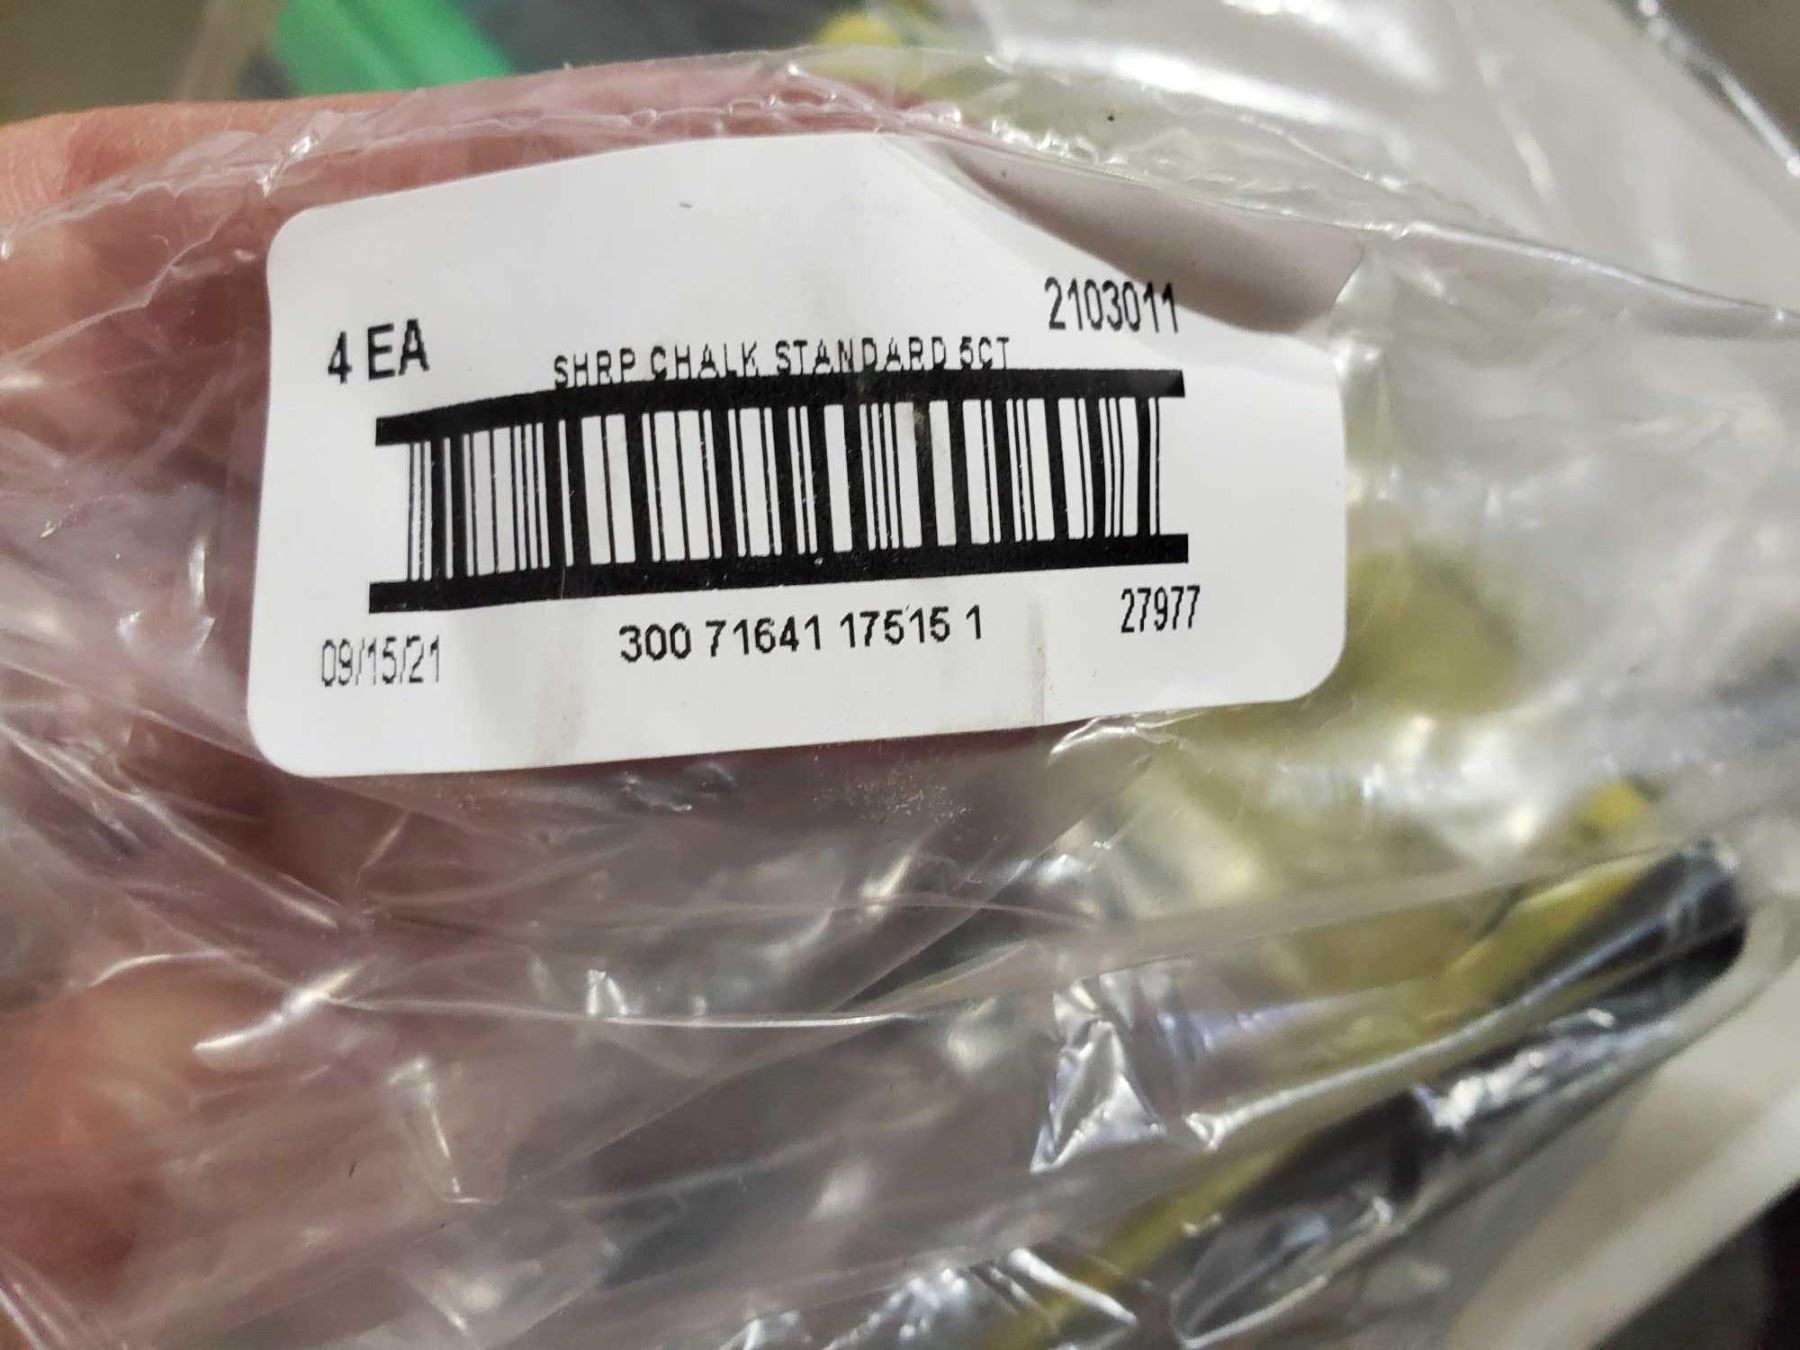 4 EA
2103011
SHRP CHALK STANDARD 5CT
09/15/21
300 71641 17515 1
27977